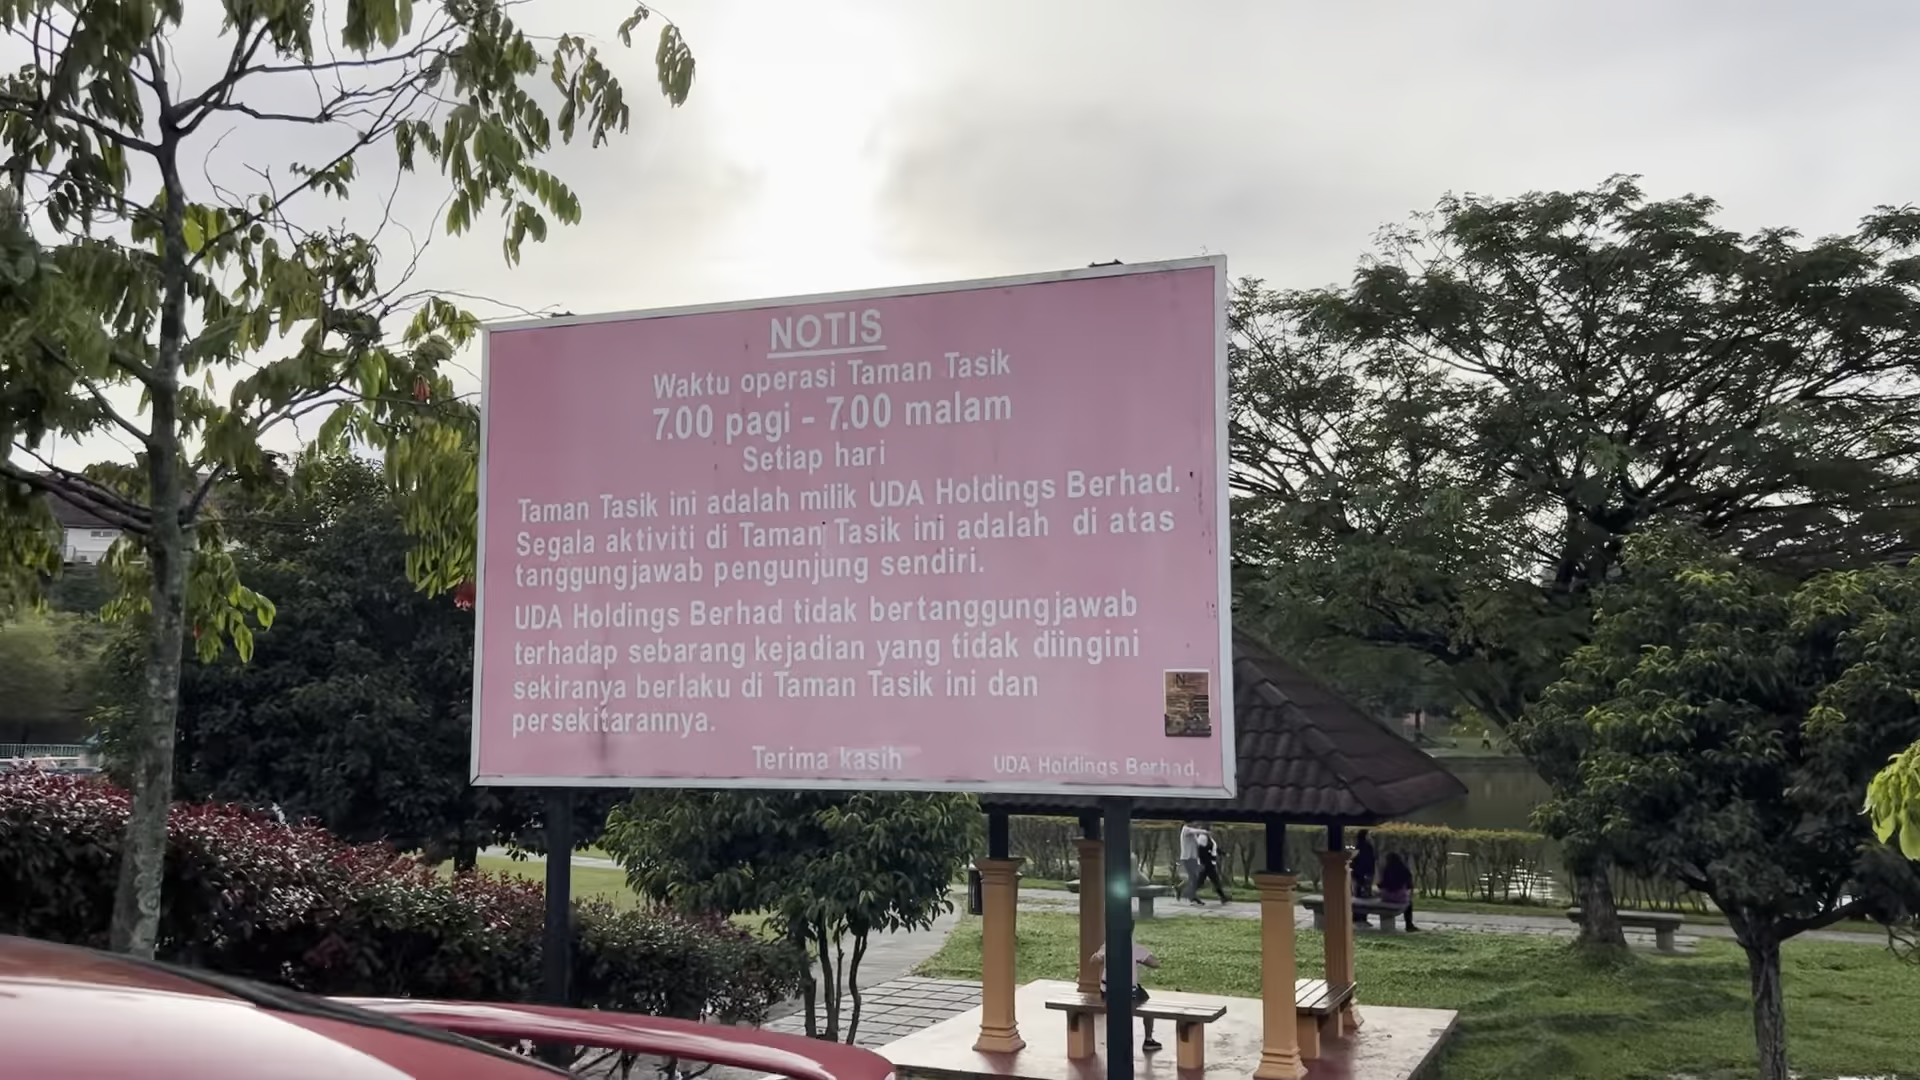 NOTIS
Waktu operasi Taman Tasik
7.00 pagi - 7.00 malam
Setiap hari
Taman Tasik ini adalah milik UDA Holdings Berhad.
Segala aktiviti di Taman Tasik ini adalah di atas
tanggungjawab pengunjung sendiri.
UDA Holdings Berhad tidak bertanggungjawab
terhadap sebarang kejadian yang tidak diingini
sekiranya berlaku di Taman Tasik ini dan
persekitarannya.
Terima kasih
UDA Holdings Berhad.